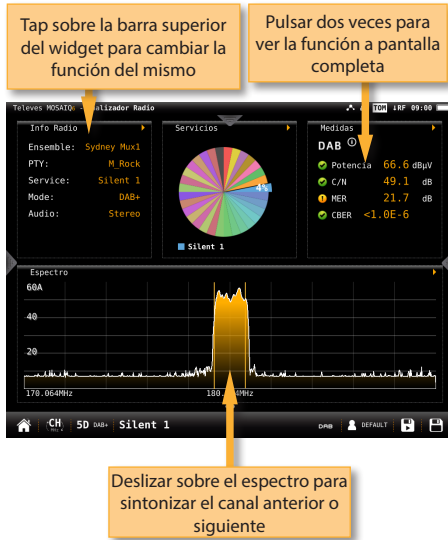 Tap sobre la barra superior
del widget para cambiar la
función del mismo
Pulsar dos veces para
ver la función a pantalla
completa
Televes MOSAIQ
alizador Radio
TOM ↓RF 09:00
Info Radio
Ensemble: Sydney Mux1
PTY: M_Rock
Service: Silent 1
Mode: DAB+
Audio: Stereo
Servicios
4%
Silent 1
Medidas
DAB
Potencia 66.6 dBμV
C/N 49.1 dB
MER 21.7 dB
CBER <1.0E-6
Espectro
60A
40
20
170.064MHz
180. MHz
CH 5D DAB+ Silent 1
DAB DEFAULT
Deslizar sobre el espectro para
sintonizar el canal anterior o
siguiente